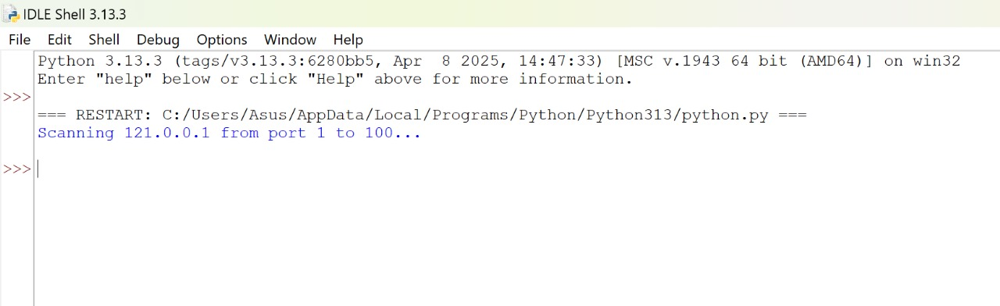 IDLE Shell 3.13.3
File Edit Shell Debug Options Window Help
Python 3.13.3 (tags/v3.13.3:6280bb5, Apr  8 2025, 14:47:33) [MSC v.1943 64 bit (AMD64)] on win32
Enter "help" below or click "Help" above for more information.
>>>
=== RESTART: C:/Users/Asus/AppData/Local/Programs/Python/Python313/python.py ===
Scanning 121.0.0.1 from port 1 to 100...
>>>